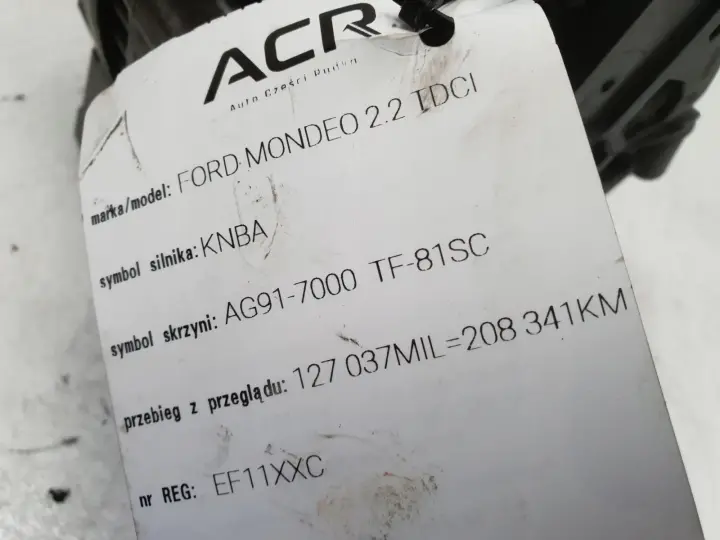 ACR
Auto Części Radom
marka/model: FORD MONDEO 2.2 TDCI
symbol silnika: KNBA
symbol skrzyni: AG91-7000 TF-81SC
przebieg z przeglądu: 127 037MIL=208 341KM
nr REG: EF11XXC